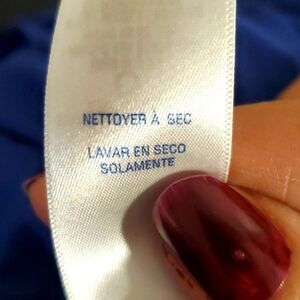 NETTOYER À SEC
LAVAR EN SECO
SOLAMENTE